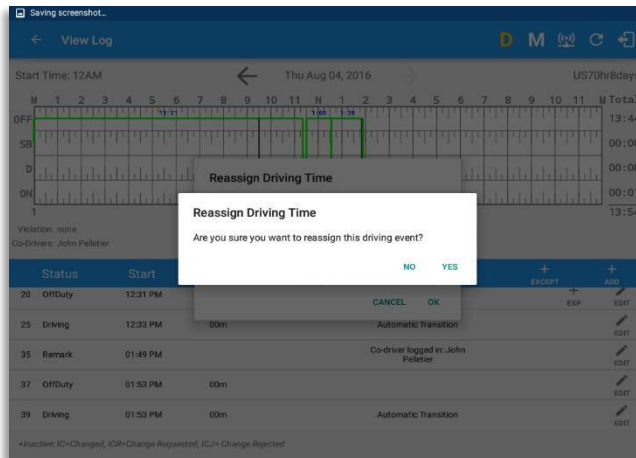 Saving screenshot...
View Log
D M
Start Time: 12AM
Thu Aug 04, 2016
US70hr8days
M 1 2 3 4 5 6 7 8 9 10 11 N 1 2 3 4 5 6 7 8 9 10 11 M Total
OFF
SB 00:00
D
ON
1
13:54
Violation: none
Co-Drivers: John Pelletier
Reassign Driving Time
Reassign Driving Time
Are you sure you want to reassign this driving event?
NO YES
CANCEL OK
Status Start
EXCEPT ADD
20 OffDuty 12:31 PM EXP EDIT
25 Driving 12:33 PM 00m Automatic Transition EDIT
35 Remark 01:49 PM Co-driver logged in: John Pelletier EDIT
37 OffDuty 01:53 PM 00m EDIT
39 Driving 01:53 PM 00m Automatic Transition EDIT
*Inactive: IC=Changed, ICR=Change Requested, ICJ= Change Rejected